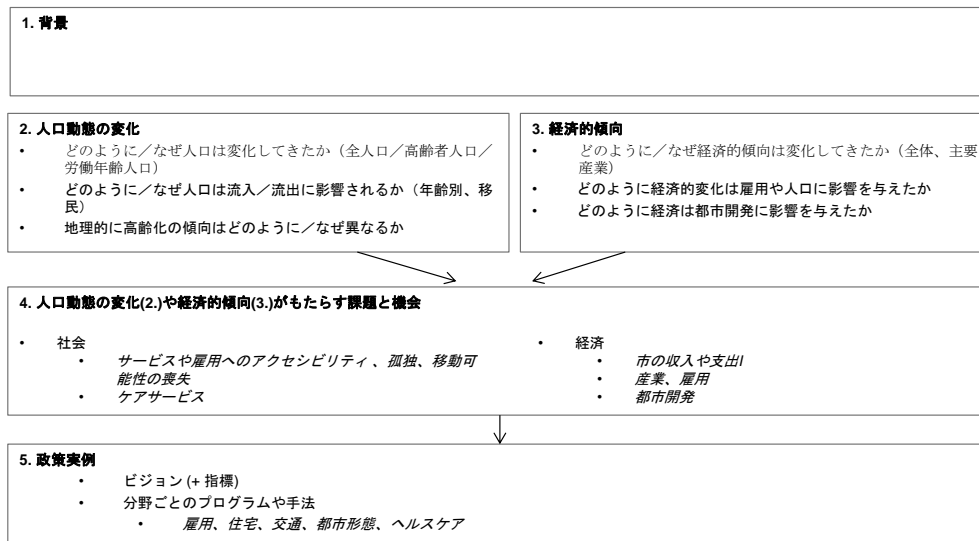 1. 背景
2. 人口動態の変化
• どのように／なぜ人口は変化してきたか（全人口／高齢者人口／
労働年齢人口）
• どのように／なぜ人口は流入／流出に影響されるか（年齢別、移
民）
• 地理的に高齢化の傾向はどのように／なぜ異なるか
3. 経済的傾向
• どのように／なぜ経済的傾向は変化してきたか（全体、主要
産業）
• どのように経済的変化は雇用や人口に影響を与えたか
• どのように経済は都市開発に影響を与えたか
4. 人口動態の変化(2.)や経済的傾向(3.)がもたらす課題と機会
• 社会
• サービスや雇用へのアクセシビリティ 、孤独、移動可
能性の喪失
• ケアサービス
• 経済
• 市の収入や支出I
• 産業、雇用
• 都市開発
5. 政策実例
• ビジョン (+ 指標)
• 分野ごとのプログラムや手法
• 雇用、住宅、交通、都市形態、ヘルスケア